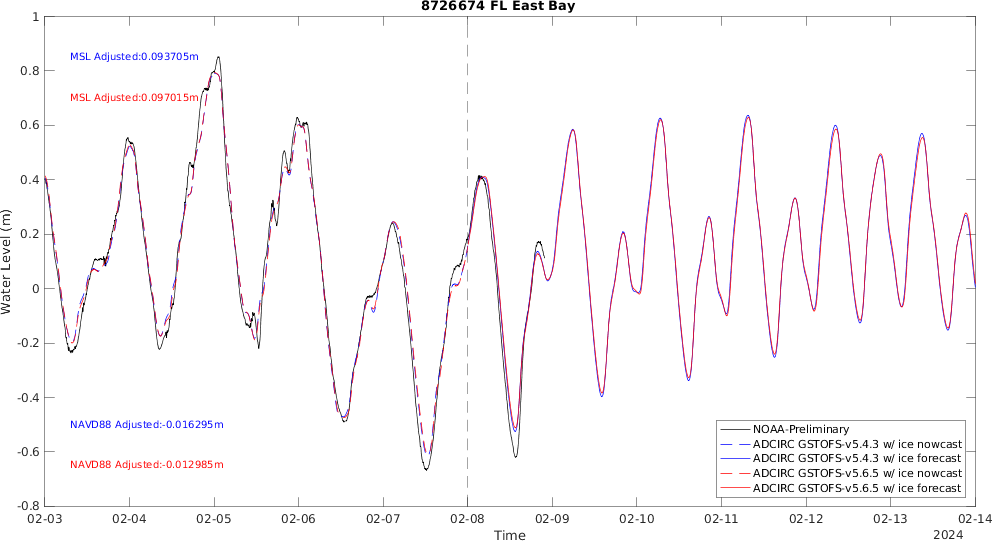 8726674 FL East Bay
1
0.8
0.6
0.4
0.2
0
-0.2
-0.4
-0.6
-0.8
Water Level (m)
MSL Adjusted:0.093705m
MSL Adjusted:0.097015m
NAVD88 Adjusted:-0.016295m
NAVD88 Adjusted:-0.012985m
NOAA-Preliminary
ADCIRC GSTOFS-v5.4.3 w/ ice nowcast
ADCIRC GSTOFS-v5.4.3 w/ ice forecast
ADCIRC GSTOFS-v5.6.5 w/ ice nowcast
ADCIRC GSTOFS-v5.6.5 w/ ice forecast
02-03 02-04 02-05 02-06 02-07 02-08 02-09 02-10 02-11 02-12 02-13 02-14
Time
2024